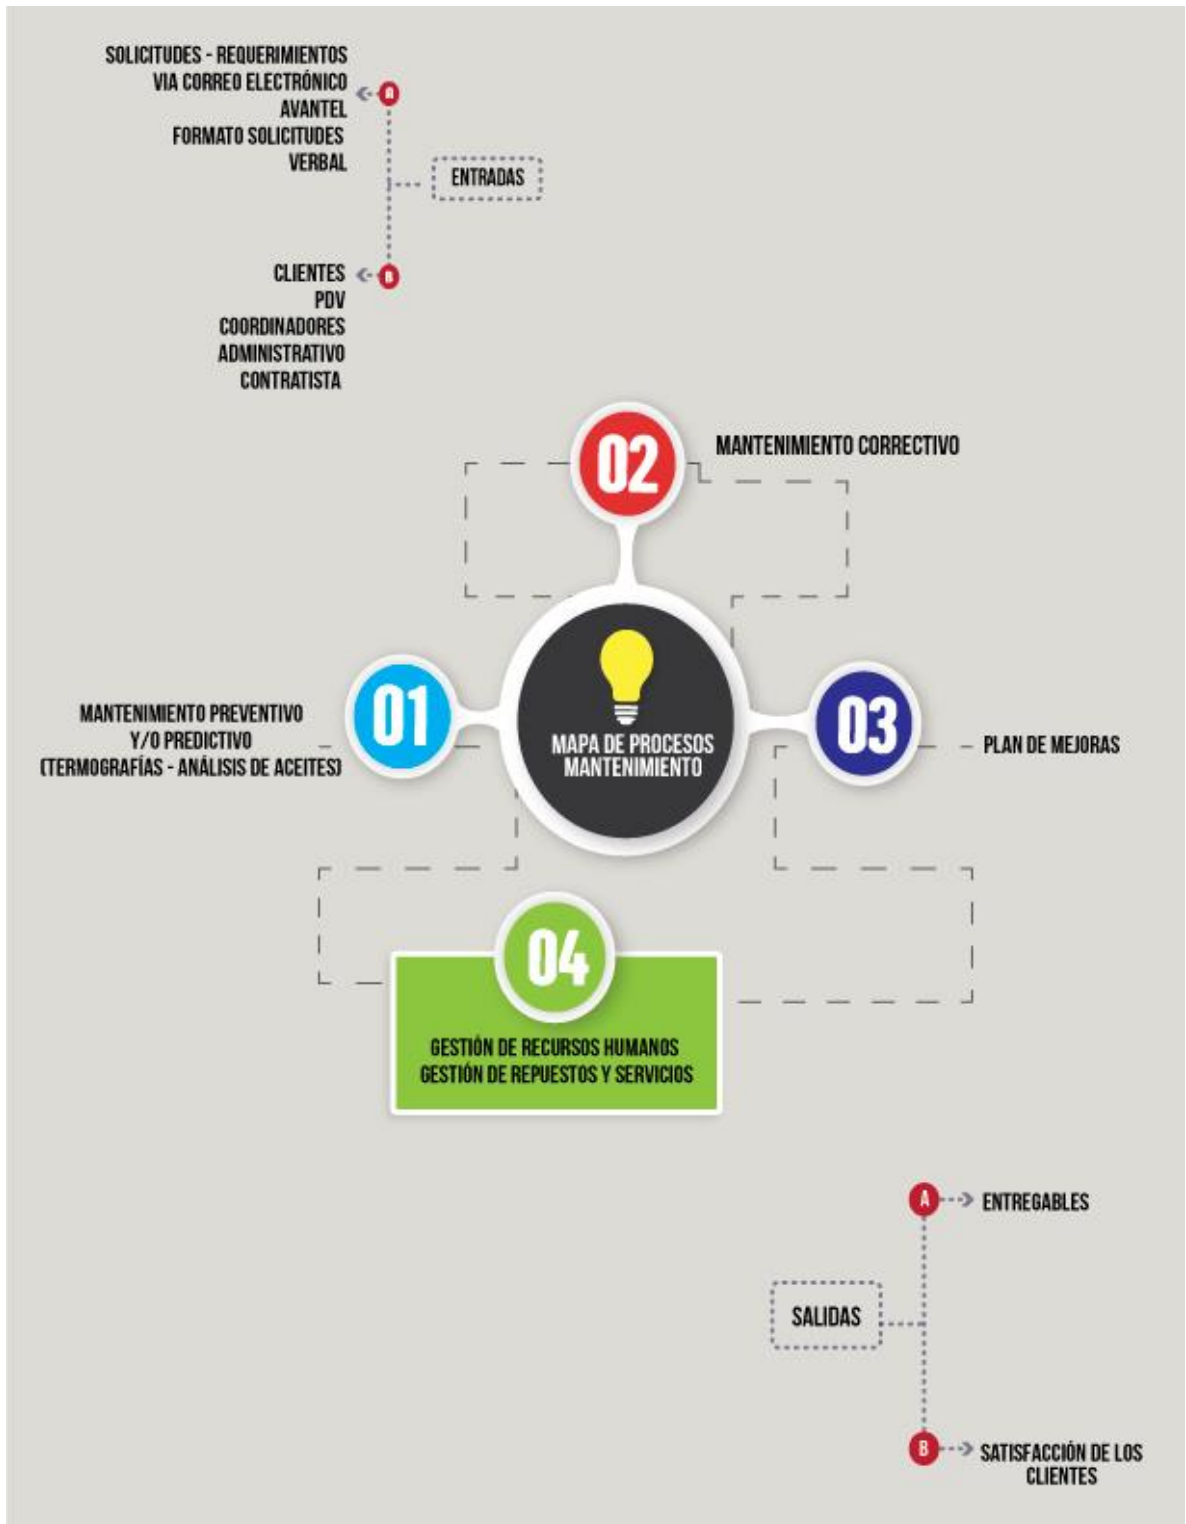 SOLICITUDES - REQUERIMIENTOS
VIA CORREO ELECTRÓNICO
AVANTEL
FORMATO SOLICITUDES
VERBAL
A
ENTRADAS
B
CLIENTES
PDV
COORDINADORES
ADMINISTRATIVO
CONTRATISTA
02
MANTENIMIENTO CORRECTIVO
01
MANTENIMIENTO PREVENTIVO
Y/O PREDICTIVO
(TERMOGRAFÍAS - ANÁLISIS DE ACEITES)
MAPA DE PROCESOS
MANTENIMIENTO
03
PLAN DE MEJORAS
04
GESTIÓN DE RECURSOS HUMANOS
GESTIÓN DE REPUESTOS Y SERVICIOS
A
ENTREGABLES
SALIDAS
B
SATISFACCIÓN DE LOS
CLIENTES